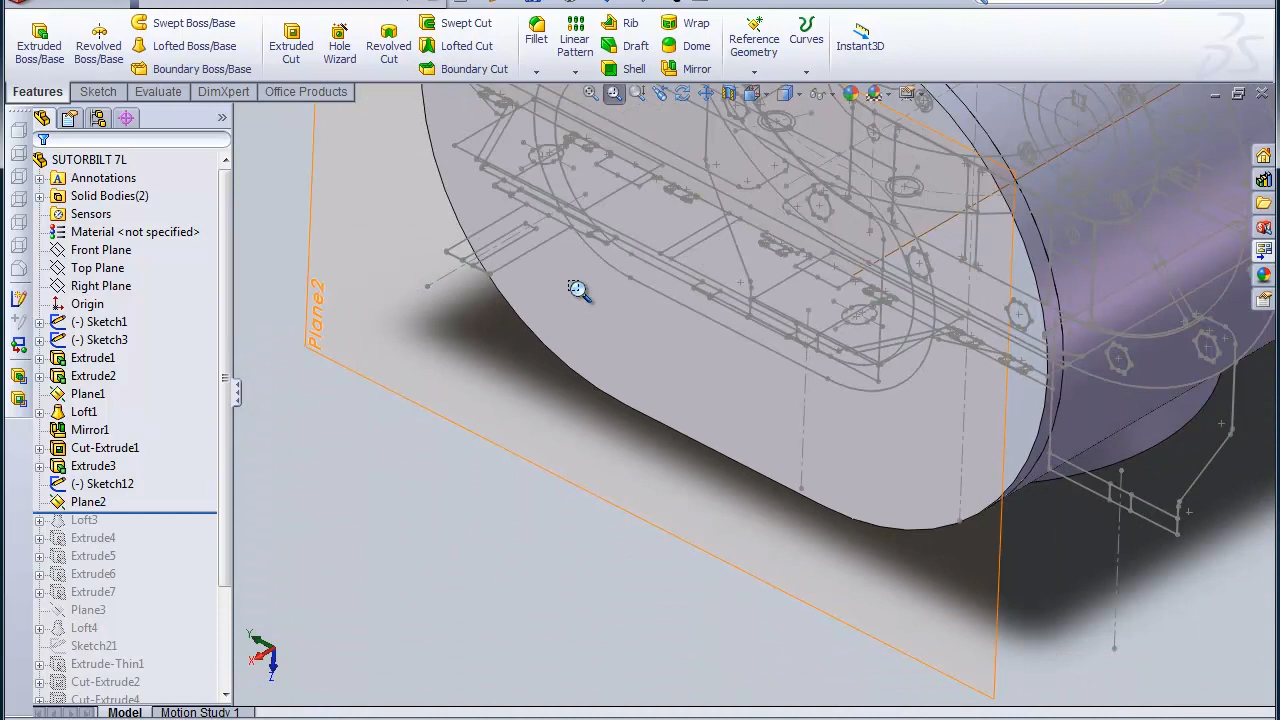 Extruded Boss/Base
Revolved Boss/Base
Swept Boss/Base
Lofted Boss/Base
Boundary Boss/Base
Extruded Cut
Hole Wizard
Revolved Cut
Swept Cut
Lofted Cut
Boundary Cut
Fillet
Linear Pattern
Rib
Draft
Shell
Wrap
Dome
Mirror
Reference Geometry
Curves
Instant3D
Features
Sketch
Evaluate
DimXpert
Office Products
SUTORBILT 7L
Annotations
Solid Bodies(2)
Sensors
Material <not specified>
Front Plane
Top Plane
Right Plane
Origin
(-) Sketch1
(-) Sketch3
Extrude1
Extrude2
Plane1
Loft1
Mirror1
Cut-Extrude1
Extrude3
(-) Sketch12
Plane2
Loft3
Extrude4
Extrude5
Extrude6
Extrude7
Plane3
Loft4
Sketch21
Extrude-Thin1
Cut-Extrude2
Cut-Extrude4
Plane2
Y
X
Z
Model
Motion Study 1